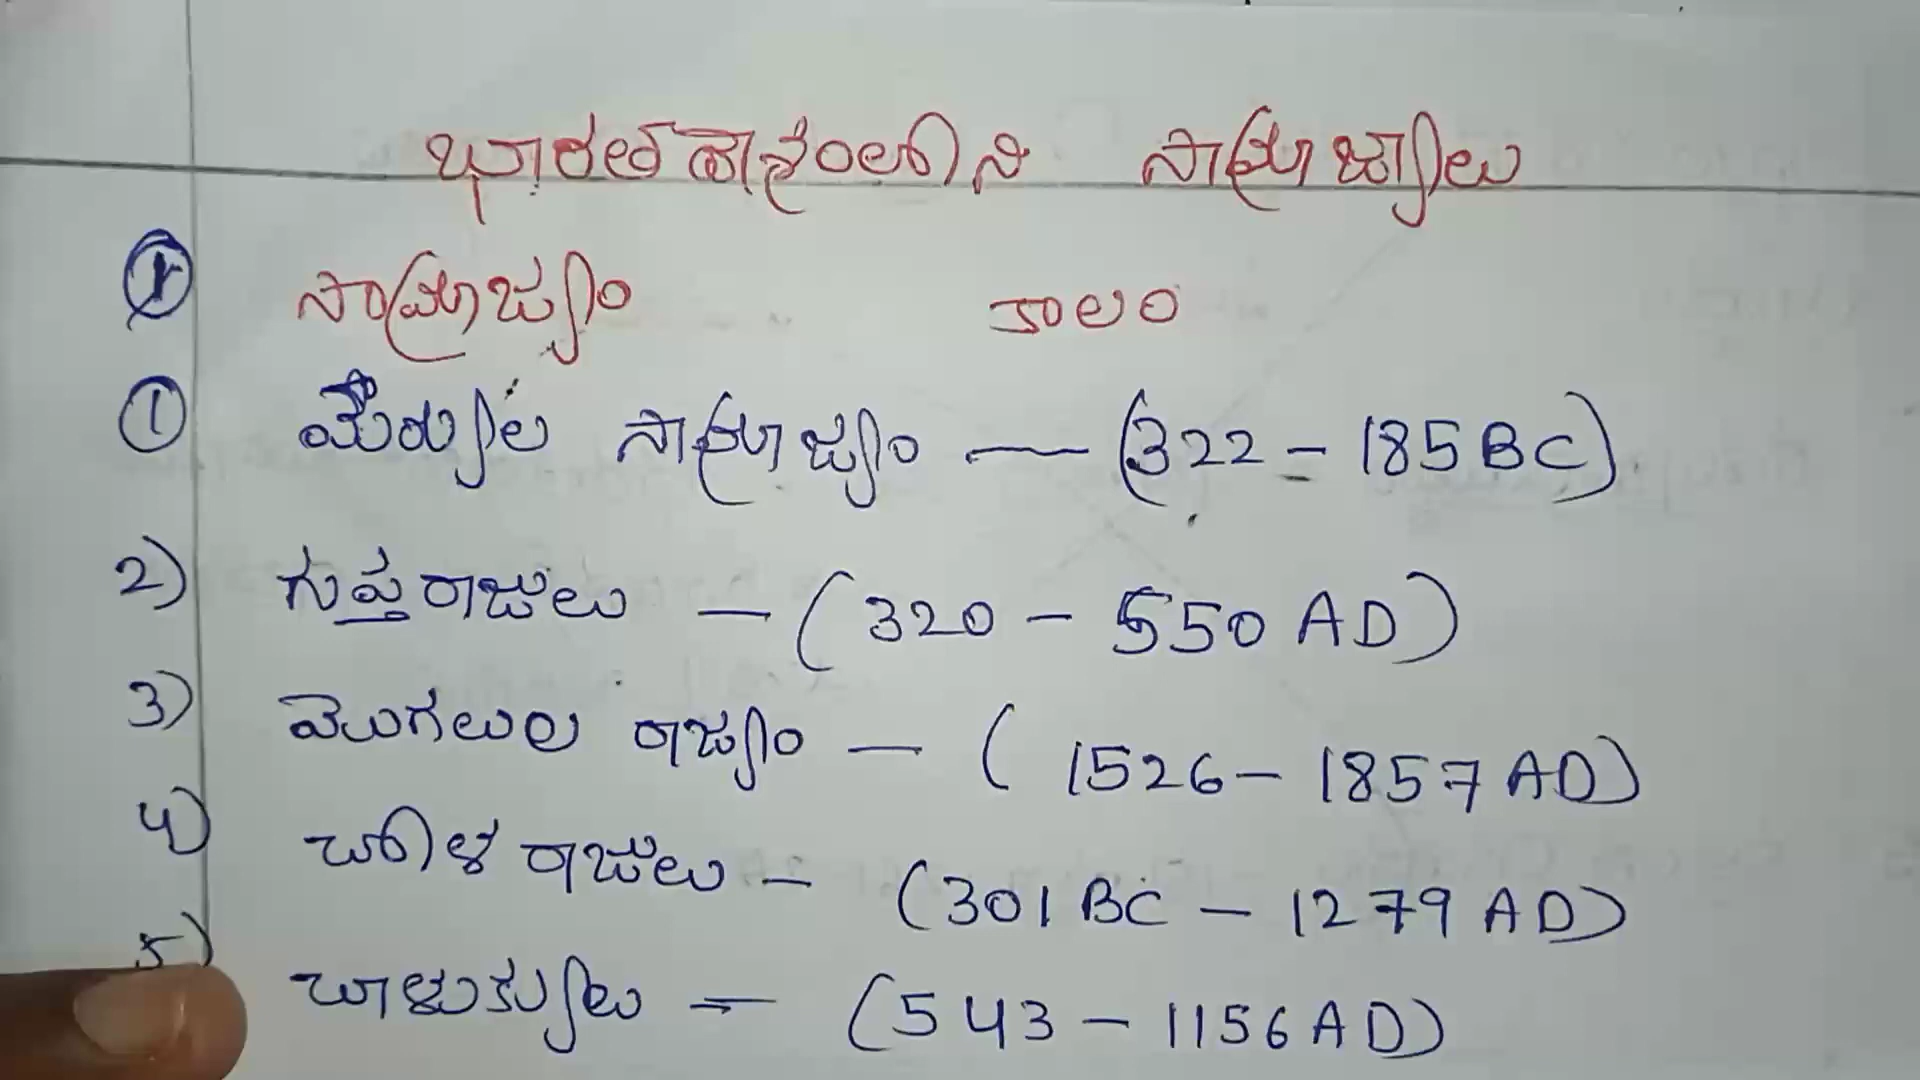 భారతదేశంలోని సామ్రాజ్యాలు
సామ్రాజ్యం కాలం
① మౌర్యుల సామ్రాజ్యం — (322 - 185 BC)
2) గుప్తరాజులు - (320 - 550 AD)
3) మొగలుల రాజ్యం - (1526 - 1857 AD)
4) చోళ రాజులు - (301 BC - 1279 AD)
5) చాళుక్యులు - (543 - 1156 AD)